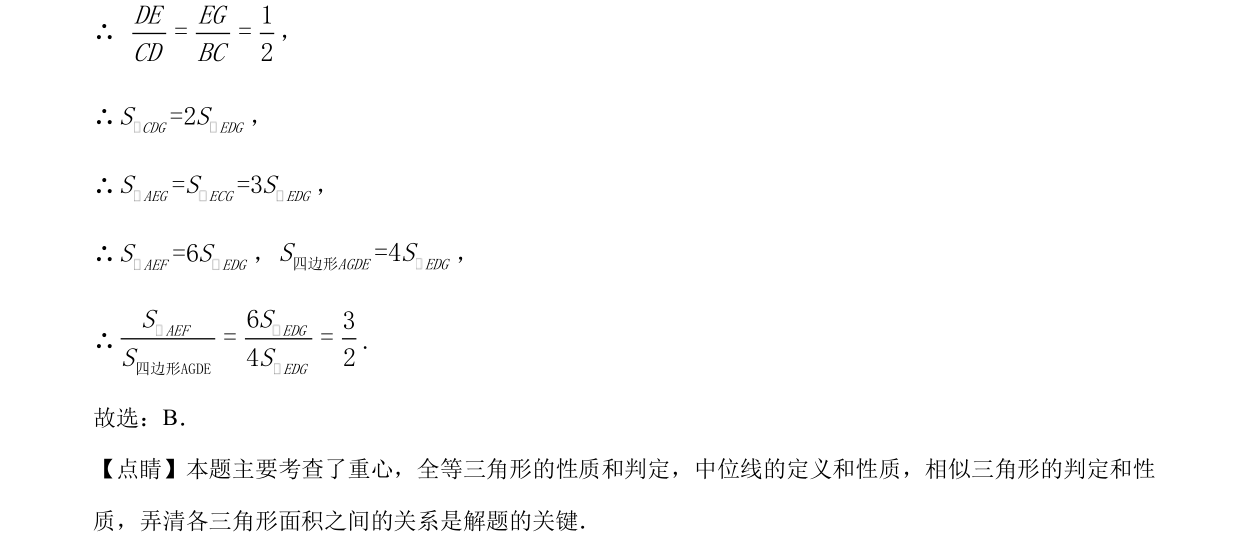 ∴ DE/CD = EG/BC = 1/2，
∴S▯CDG=2S▯EDG，
∴S▯AEG=S▯ECG=3S▯EDG，
∴S▯AEF=6S▯EDG，S四边形AGDE=4S▯EDG，
∴S▯AEF/S四边形AGDE = 6S▯EDG/4S▯EDG = 3/2．
故选：B．
【点睛】本题主要考查了重心，全等三角形的性质和判定，中位线的定义和性质，相似三角形的判定和性
质，弄清各三角形面积之间的关系是解题的关键．